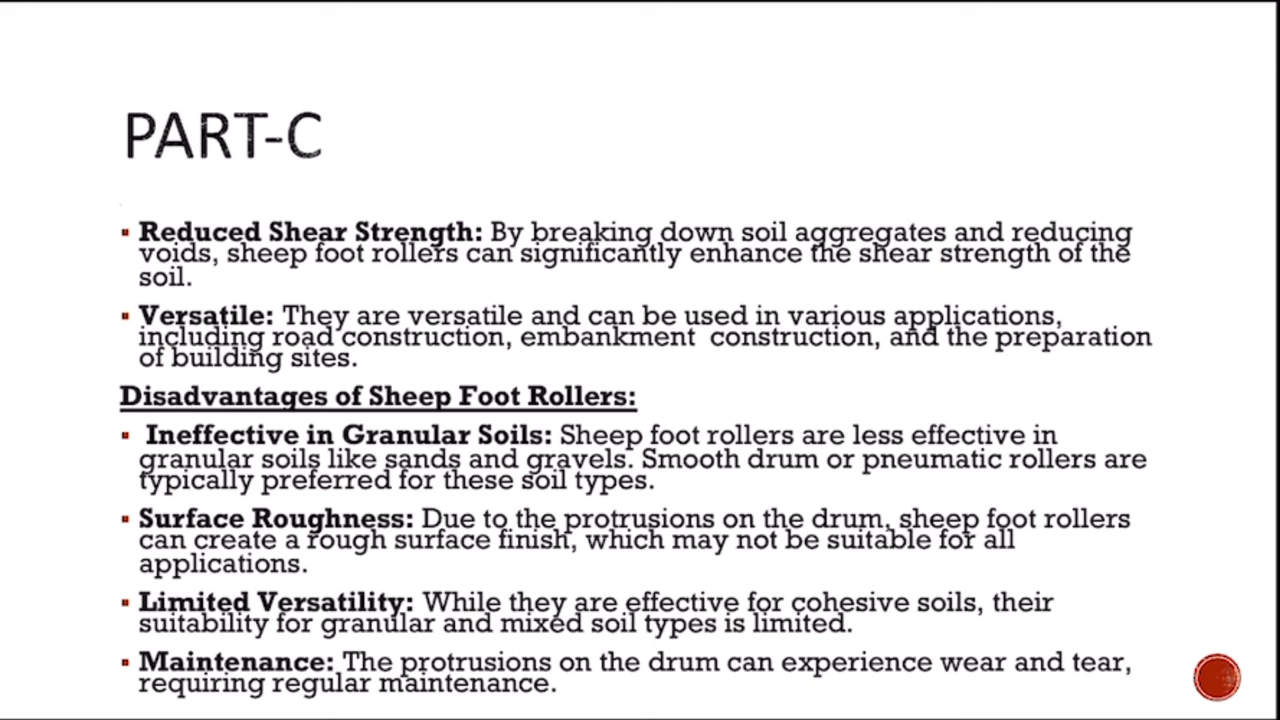 PART-C
Reduced Shear Strength: By breaking down soil aggregates and reducing
voids, sheep foot rollers can significantly enhance the shear strength of the
soil.
Versatile: They are versatile and can be used in various applications,
including road construction, embankment construction, and the preparation
of building sites.
Disadvantages of Sheep Foot Rollers:
Ineffective in Granular Soils: Sheep foot rollers are less effective in
granular soils like sands and gravels. Smooth drum or pneumatic rollers are
typically preferred for these soil types.
Surface Roughness: Due to the protrusions on the drum, sheep foot rollers
can create a rough surface finish, which may not be suitable for all
applications.
Limited Versatility: While they are effective for cohesive soils, their
suitability for granular and mixed soil types is limited.
Maintenance: The protrusions on the drum can experience wear and tear,
requiring regular maintenance.